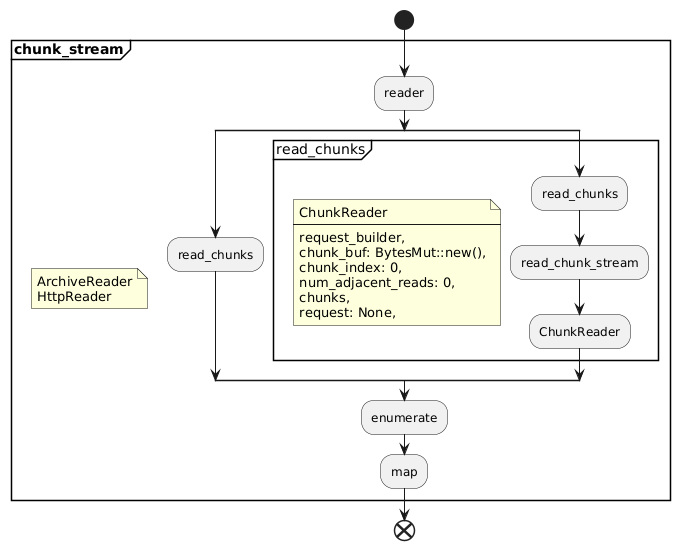 chunk_stream
reader
read_chunks
read_chunks
ChunkReader
request_builder,
chunk_buf: BytesMut::new(),
chunk_index: 0,
num_adjacent_reads: 0,
chunks,
request: None,
read_chunks
read_chunk_stream
ChunkReader
ArchiveReader
HttpReader
enumerate
map